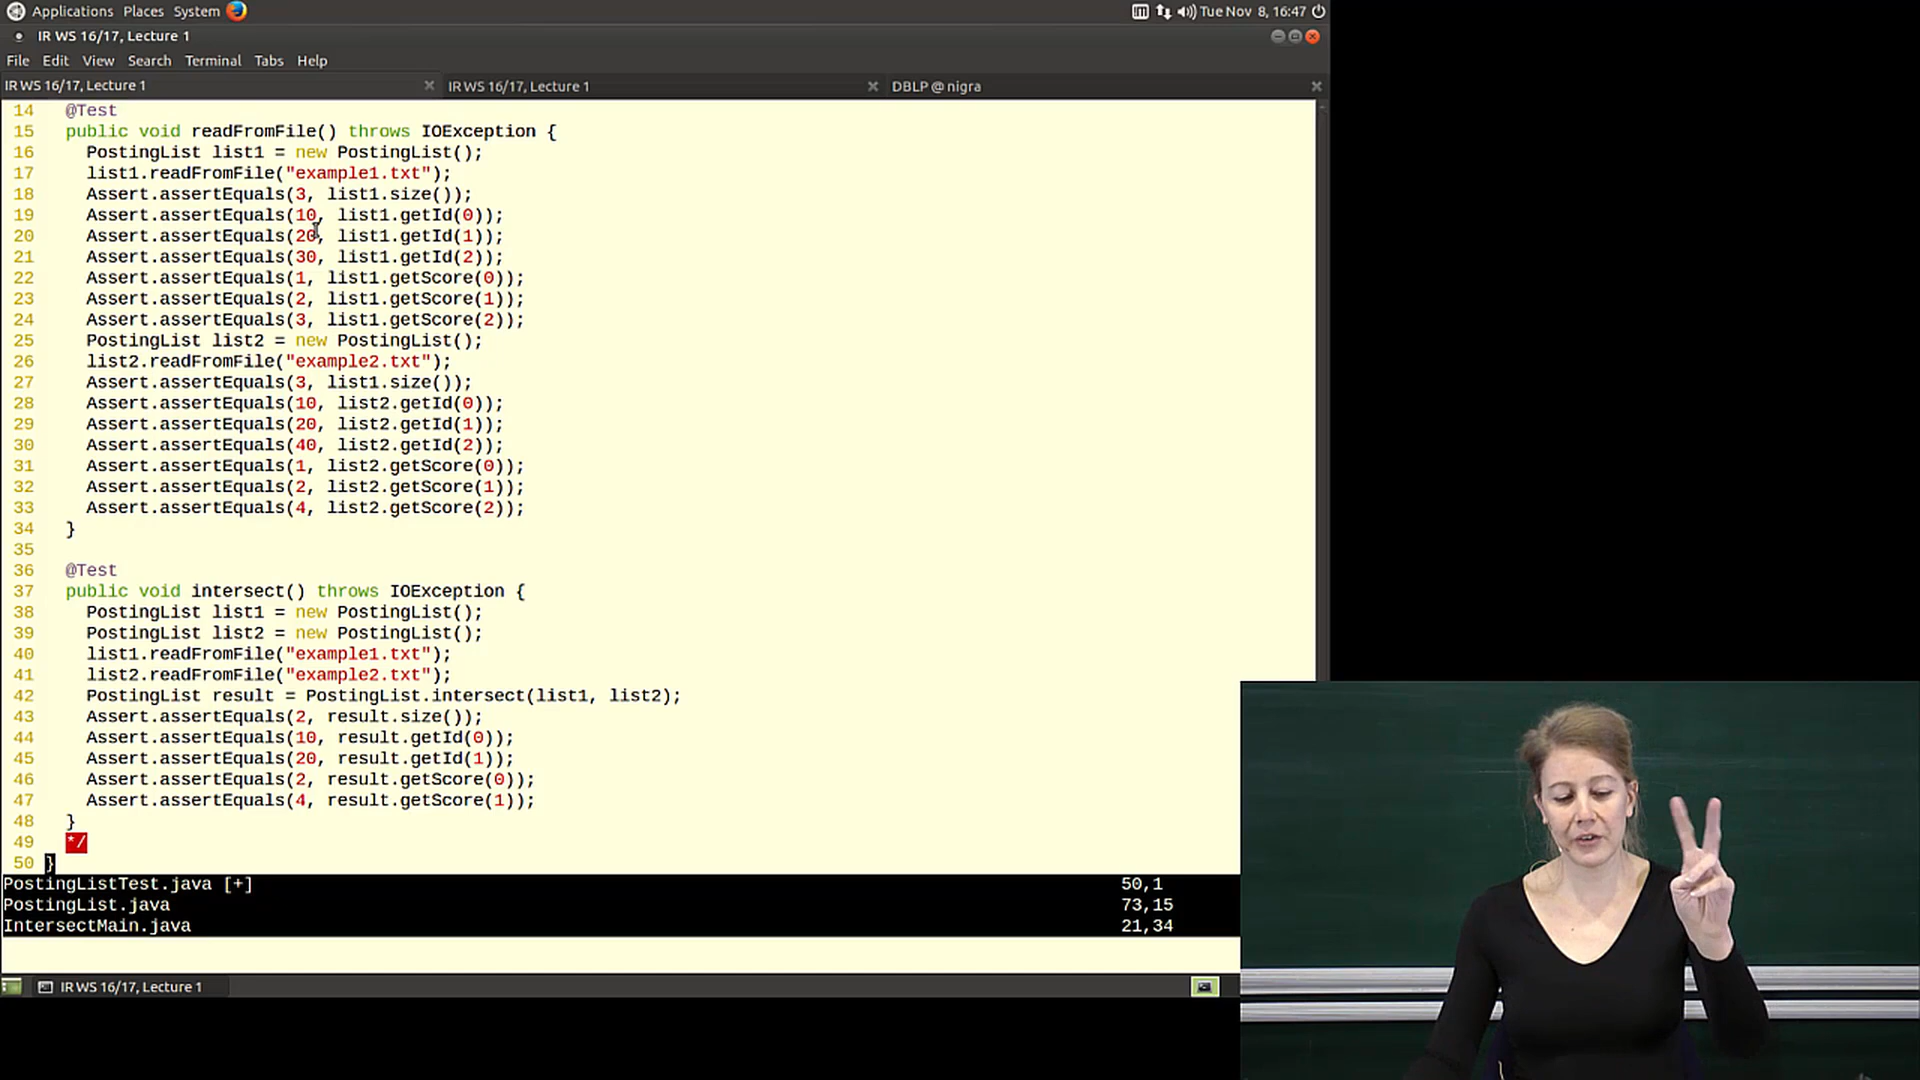 Applications Places System
Tue Nov 8, 16:47
IR WS 16/17, Lecture 1
File Edit View Search Terminal Tabs Help
IR WS 16/17, Lecture 1
IR WS 16/17, Lecture 1
DBLP @ nigra
14 @Test
15 public void readFromFile() throws IOException {
16 PostingList list1 = new PostingList();
17 list1.readFromFile("example1.txt");
18 Assert.assertEquals(3, list1.size());
19 Assert.assertEquals(10, list1.getId(0));
20 Assert.assertEquals(20, list1.getId(1));
21 Assert.assertEquals(30, list1.getId(2));
22 Assert.assertEquals(1, list1.getScore(0));
23 Assert.assertEquals(2, list1.getScore(1));
24 Assert.assertEquals(3, list1.getScore(2));
25 PostingList list2 = new PostingList();
26 list2.readFromFile("example2.txt");
27 Assert.assertEquals(3, list1.size());
28 Assert.assertEquals(10, list2.getId(0));
29 Assert.assertEquals(20, list2.getId(1));
30 Assert.assertEquals(40, list2.getId(2));
31 Assert.assertEquals(1, list2.getScore(0));
32 Assert.assertEquals(2, list2.getScore(1));
33 Assert.assertEquals(4, list2.getScore(2));
34 }
35
36 @Test
37 public void intersect() throws IOException {
38 PostingList list1 = new PostingList();
39 PostingList list2 = new PostingList();
40 list1.readFromFile("example1.txt");
41 list2.readFromFile("example2.txt");
42 PostingList result = PostingList.intersect(list1, list2);
43 Assert.assertEquals(2, result.size());
44 Assert.assertEquals(10, result.getId(0));
45 Assert.assertEquals(20, result.getId(1));
46 Assert.assertEquals(2, result.getScore(0));
47 Assert.assertEquals(4, result.getScore(1));
48 }
49 */
50 }
PostingListTest.java [+] 50,1
PostingList.java 73,15
IntersectMain.java 21,34
IR WS 16/17, Lecture 1